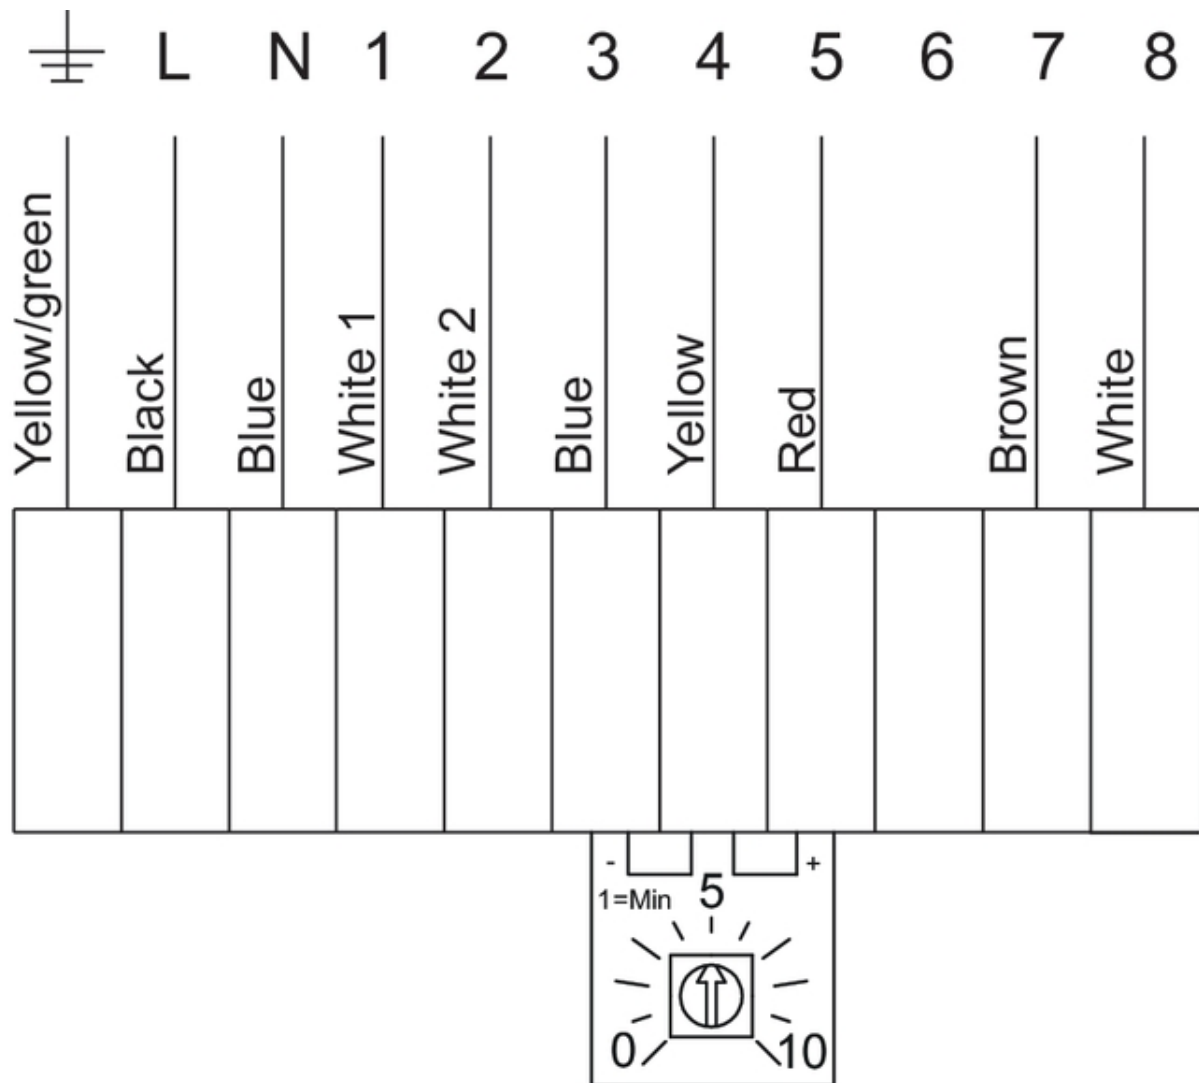 L N 1 2 3 4 5 6 7 8
Yellow/green
Black
Blue
White 1
White 2
Blue
Yellow
Red
Brown
White
- +
1=Min 5
0 10